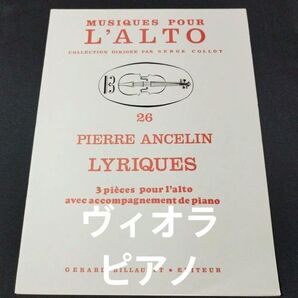 MUSIQUES POUR
L'ALTO
COLLECTION DIRIGÉE PAR SERGE COLLOT
26
PIERRE ANCELIN
LYRIQUES
3 pièces pour l'alto
avec accompagnement de piano
ヴィオラ
ピアノ
GERARD BILLAUDOT • EDITEUR